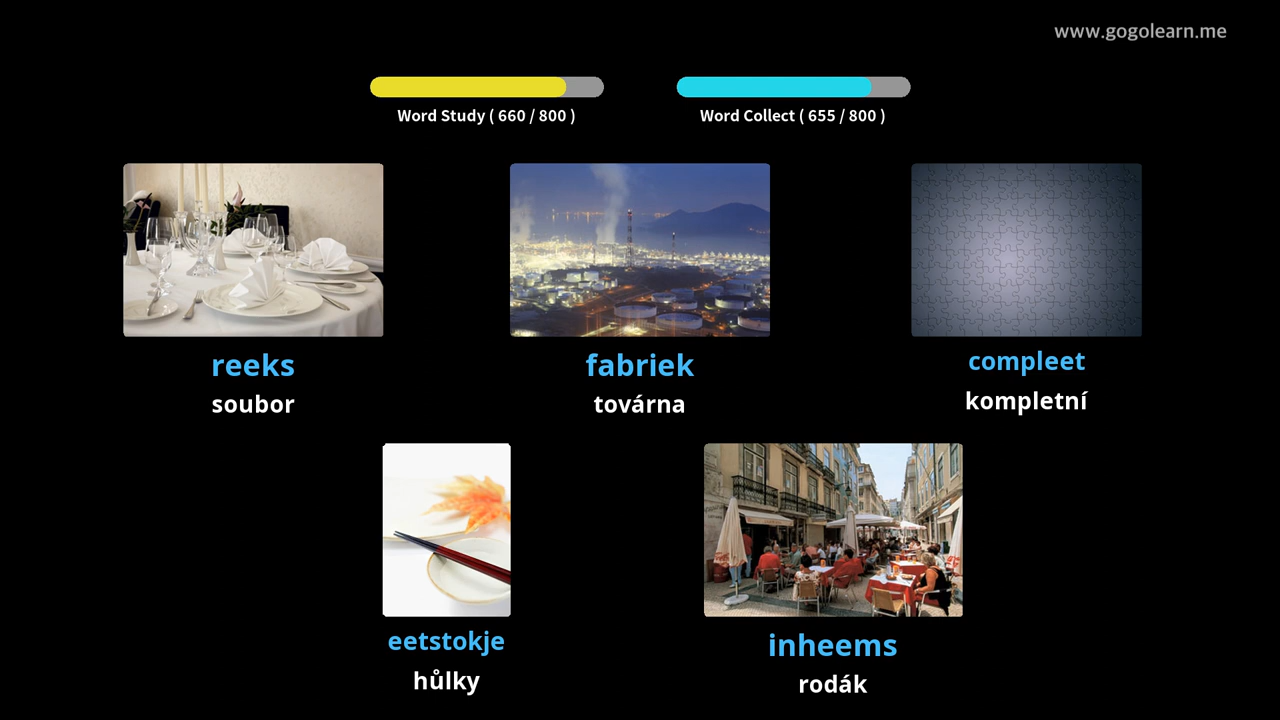 www.gogolearn.me
Word Study ( 660 / 800 )
Word Collect ( 655 / 800 )
reeks
soubor
fabriek
továrna
compleet
kompletní
eetstokje
hůlky
inheems
rodák